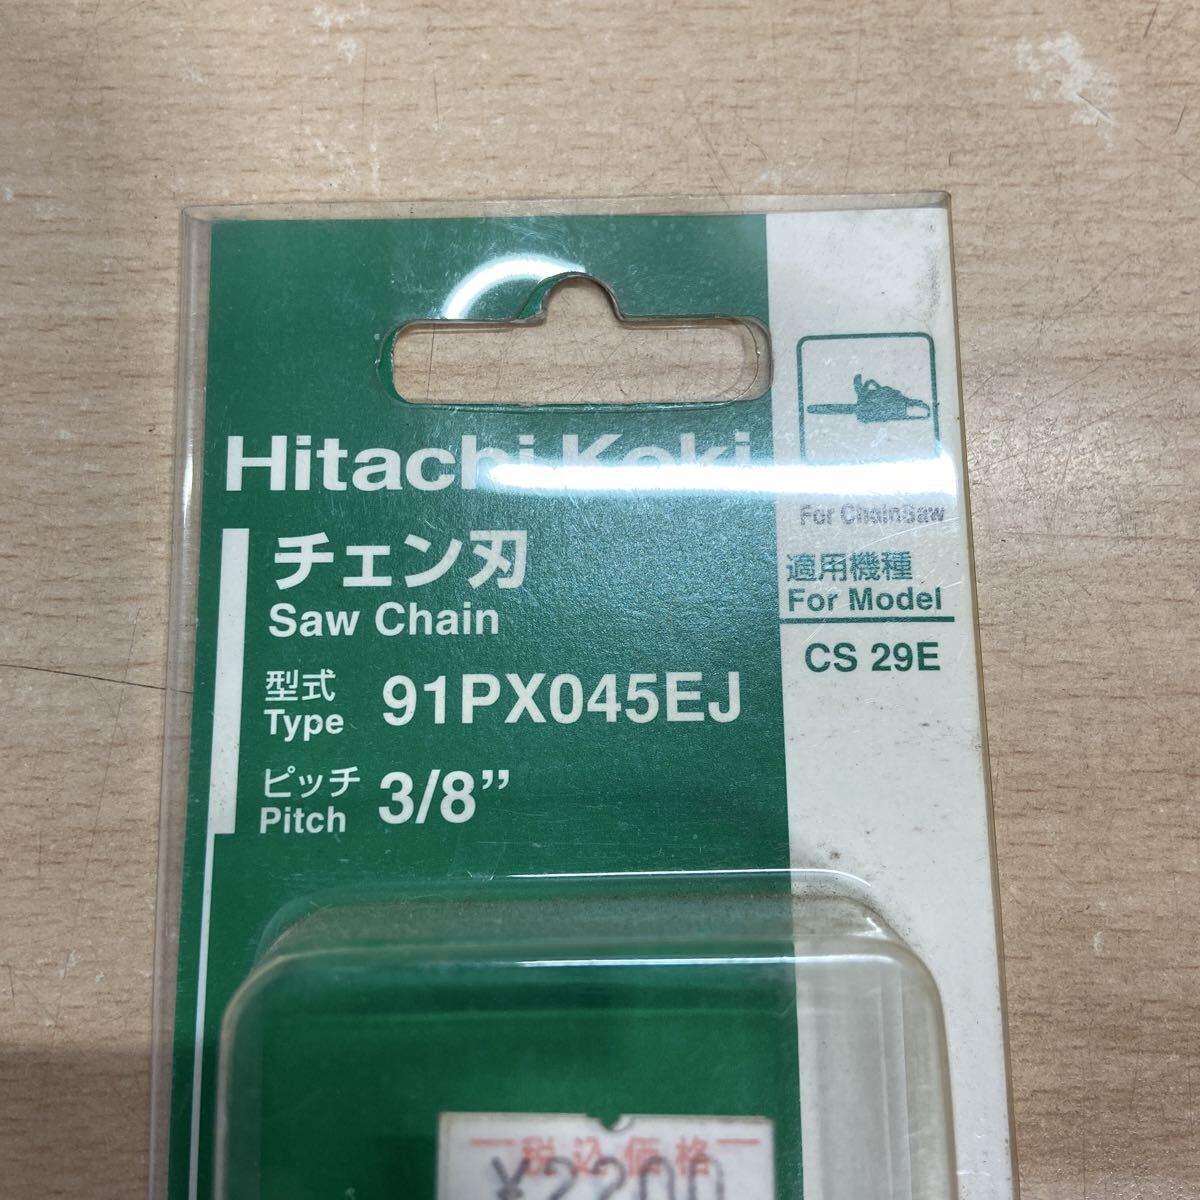 Hitachi Koki
チェン刃
Saw Chain
型式
Type 91PX045EJ
ピッチ
Pitch 3/8”
For ChainSaw
適用機種
For Model
CS 29E
税込価格
¥2200